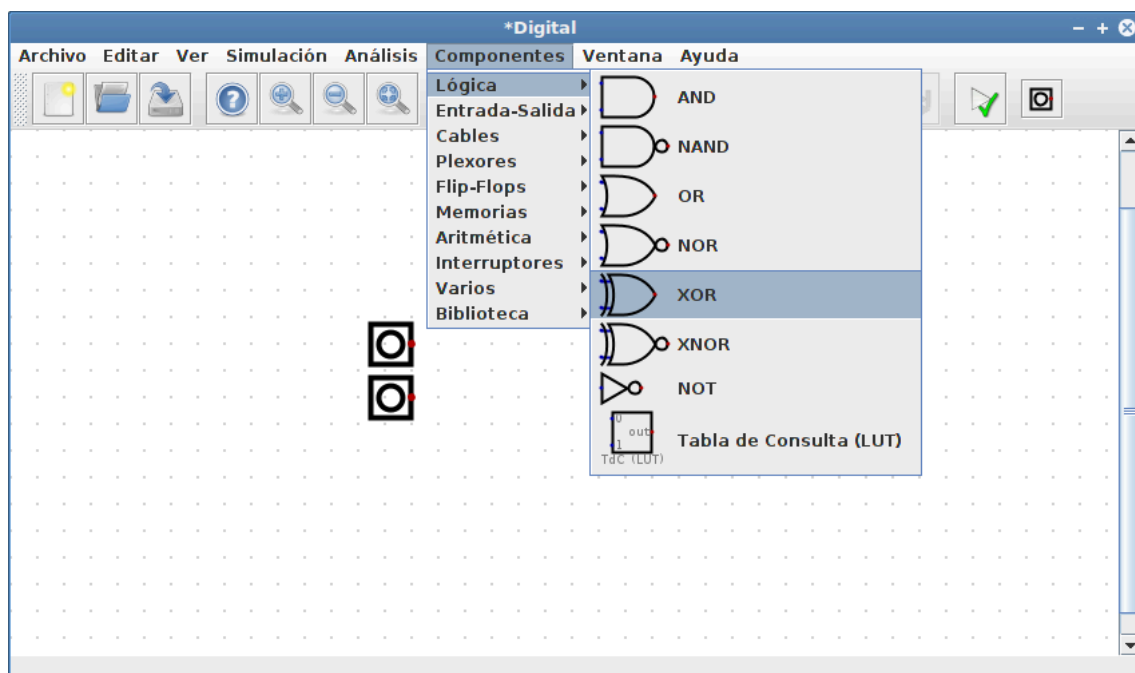 *Digital
Archivo Editar Ver Simulación Análisis Componentes Ventana Ayuda
Lógica
Entrada-Salida
Cables
Plexores
Flip-Flops
Memorias
Aritmética
Interruptores
Varios
Biblioteca
AND
NAND
OR
NOR
XOR
XNOR
NOT
0
out
1
TdC (LUT)
Tabla de Consulta (LUT)